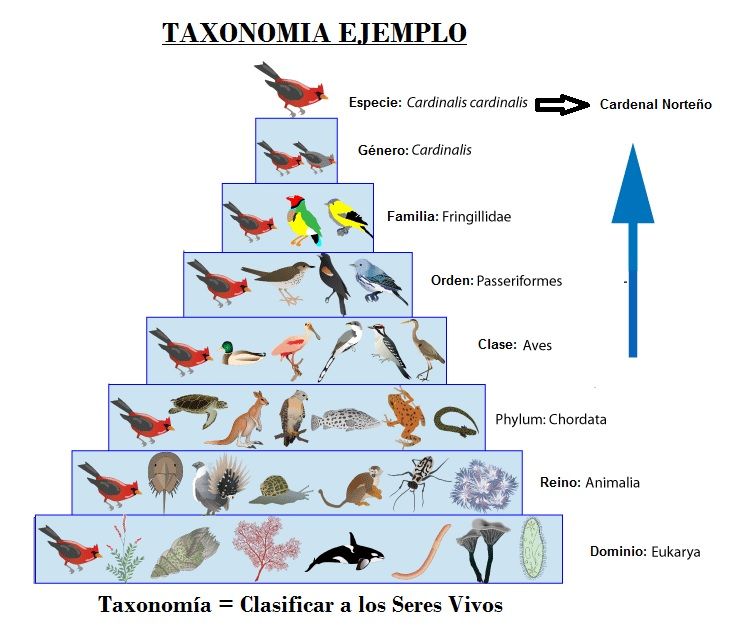 TAXONOMIA EJEMPLO
Especie: Cardinalis cardinalis
Cardenal Norteño
Género: Cardinalis
Familia: Fringillidae
Orden: Passeriformes
Clase: Aves
Phylum: Chordata
Reino: Animalia
Dominio: Eukarya
Taxonomía = Clasificar a los Seres Vivos